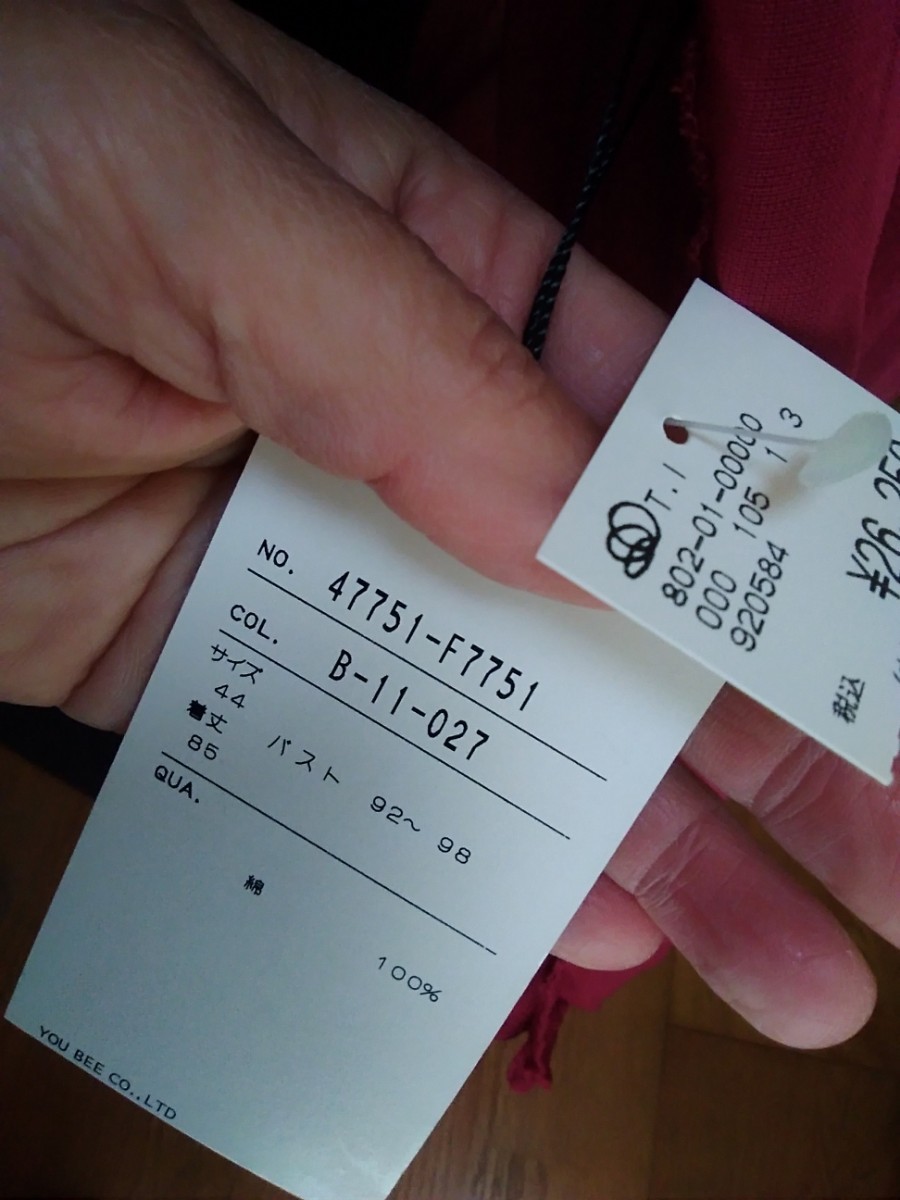 NO. 47751-F7751
COL. B-11-027
サイズ
44
着丈 バスト 92~ 98
85
QUA.
綿 100%
YOU BEE CO.,LTD
T.I
802-01-00000
000 105 1 3
920584
税込